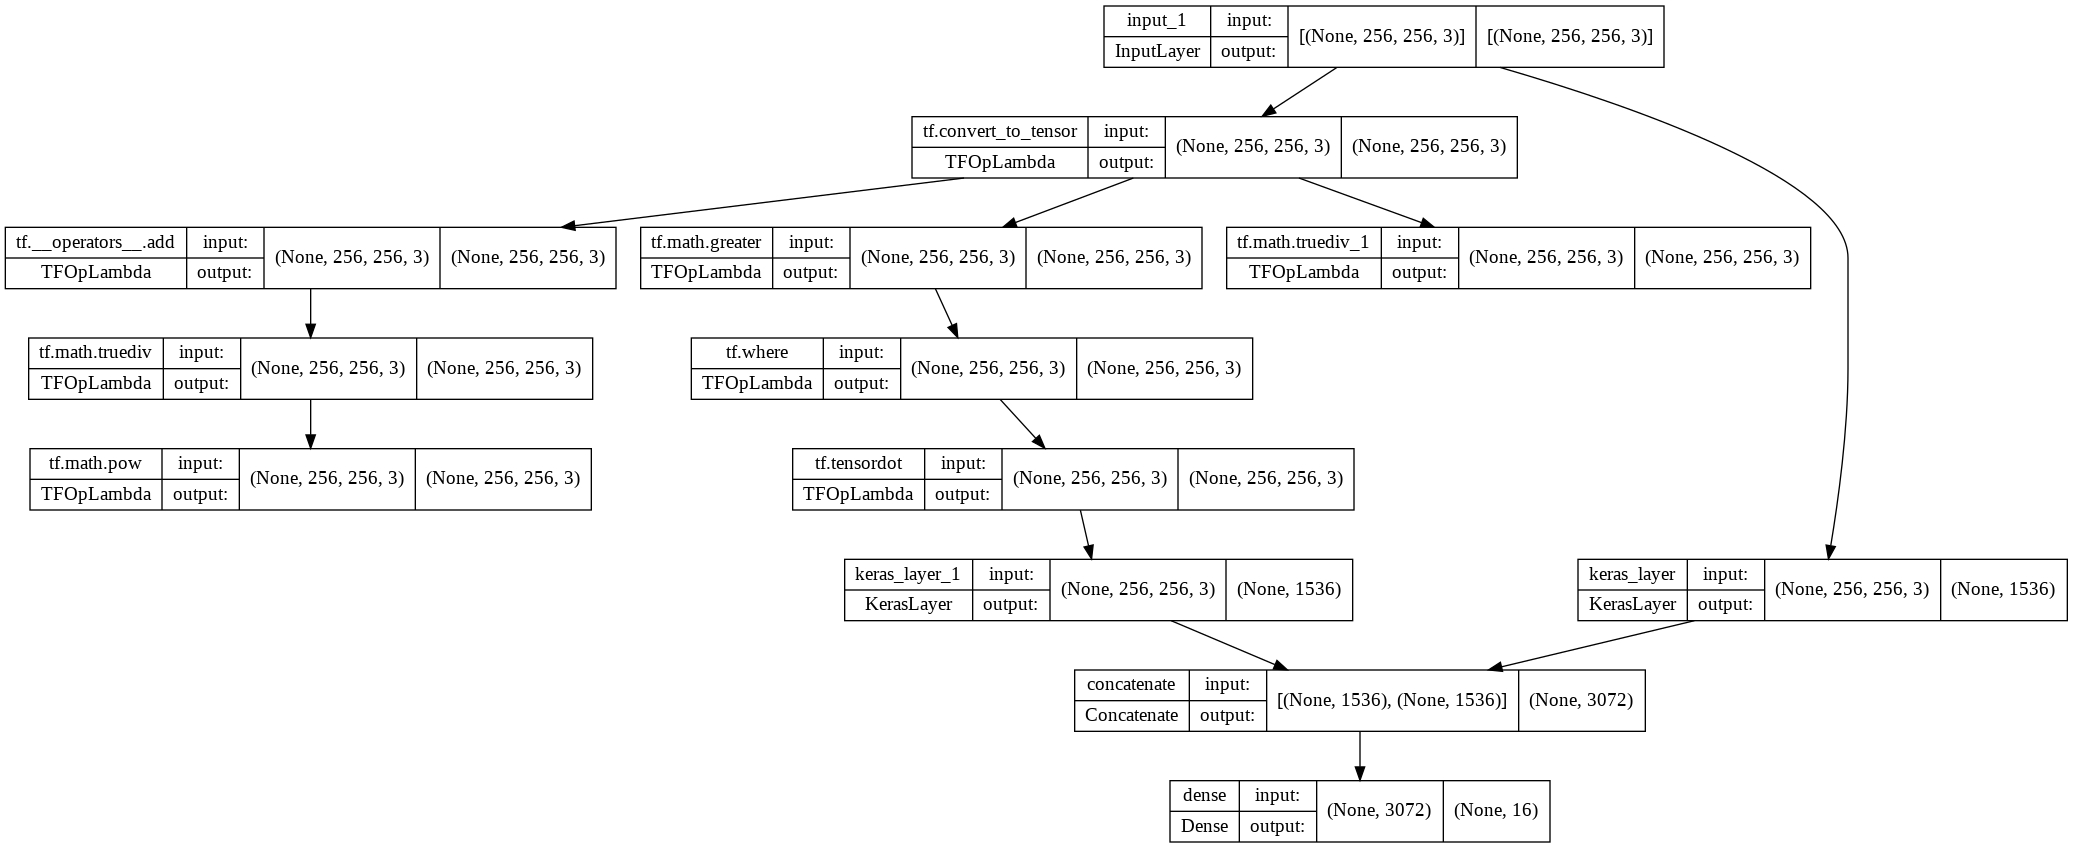 input_1 input: [(None, 256, 256, 3)] [(None, 256, 256, 3)]
InputLayer output:
tf.convert_to_tensor input: (None, 256, 256, 3) (None, 256, 256, 3)
TFOpLambda output:
tf.__operators__.add input: (None, 256, 256, 3) (None, 256, 256, 3)
TFOpLambda output:
tf.math.greater input: (None, 256, 256, 3) (None, 256, 256, 3)
TFOpLambda output:
tf.math.truediv_1 input: (None, 256, 256, 3) (None, 256, 256, 3)
TFOpLambda output:
tf.math.truediv input: (None, 256, 256, 3) (None, 256, 256, 3)
TFOpLambda output:
tf.where input: (None, 256, 256, 3) (None, 256, 256, 3)
TFOpLambda output:
tf.math.pow input: (None, 256, 256, 3) (None, 256, 256, 3)
TFOpLambda output:
tf.tensordot input: (None, 256, 256, 3) (None, 256, 256, 3)
TFOpLambda output:
keras_layer_1 input: (None, 256, 256, 3) (None, 1536)
KerasLayer output:
keras_layer input: (None, 256, 256, 3) (None, 1536)
KerasLayer output:
concatenate input: [(None, 1536), (None, 1536)] (None, 3072)
Concatenate output:
dense input: (None, 3072) (None, 16)
Dense output: